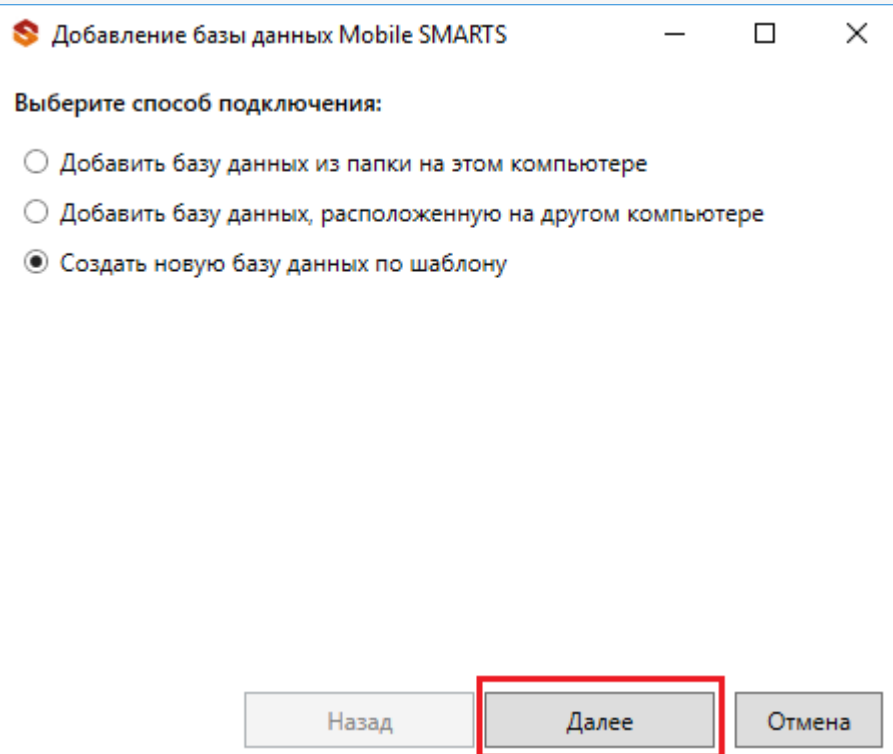 Добавление базы данных Mobile SMARTS
Выберите способ подключения:
Добавить базу данных из папки на этом компьютере
Добавить базу данных, расположенную на другом компьютере
Создать новую базу данных по шаблону
Назад Далее Отмена